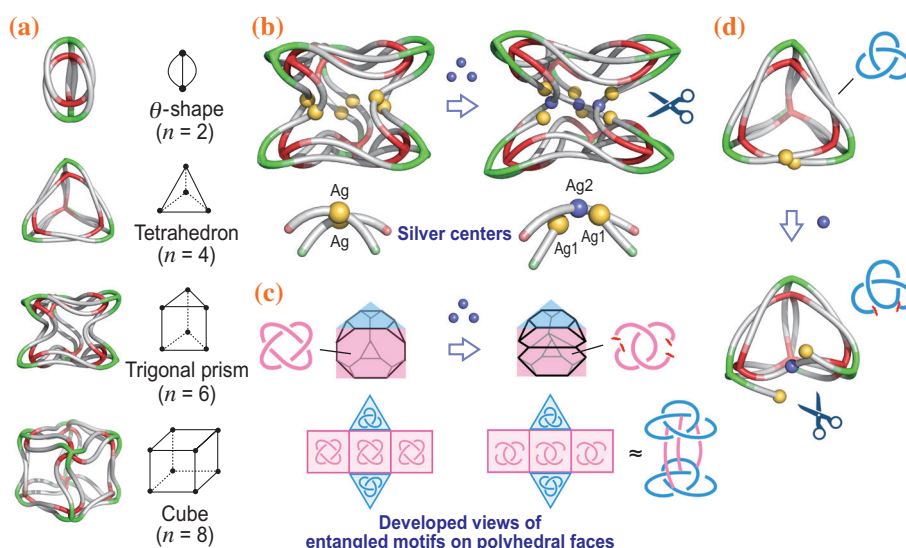 (a)
θ-shape
(n = 2)
Tetrahedron
(n = 4)
Trigonal prism
(n = 6)
Cube
(n = 8)
(b)
Ag
Ag
Silver centers
Ag2
Ag1
Ag1
(c)
≈
Developed views of
entangled motifs on polyhedral faces
(d)